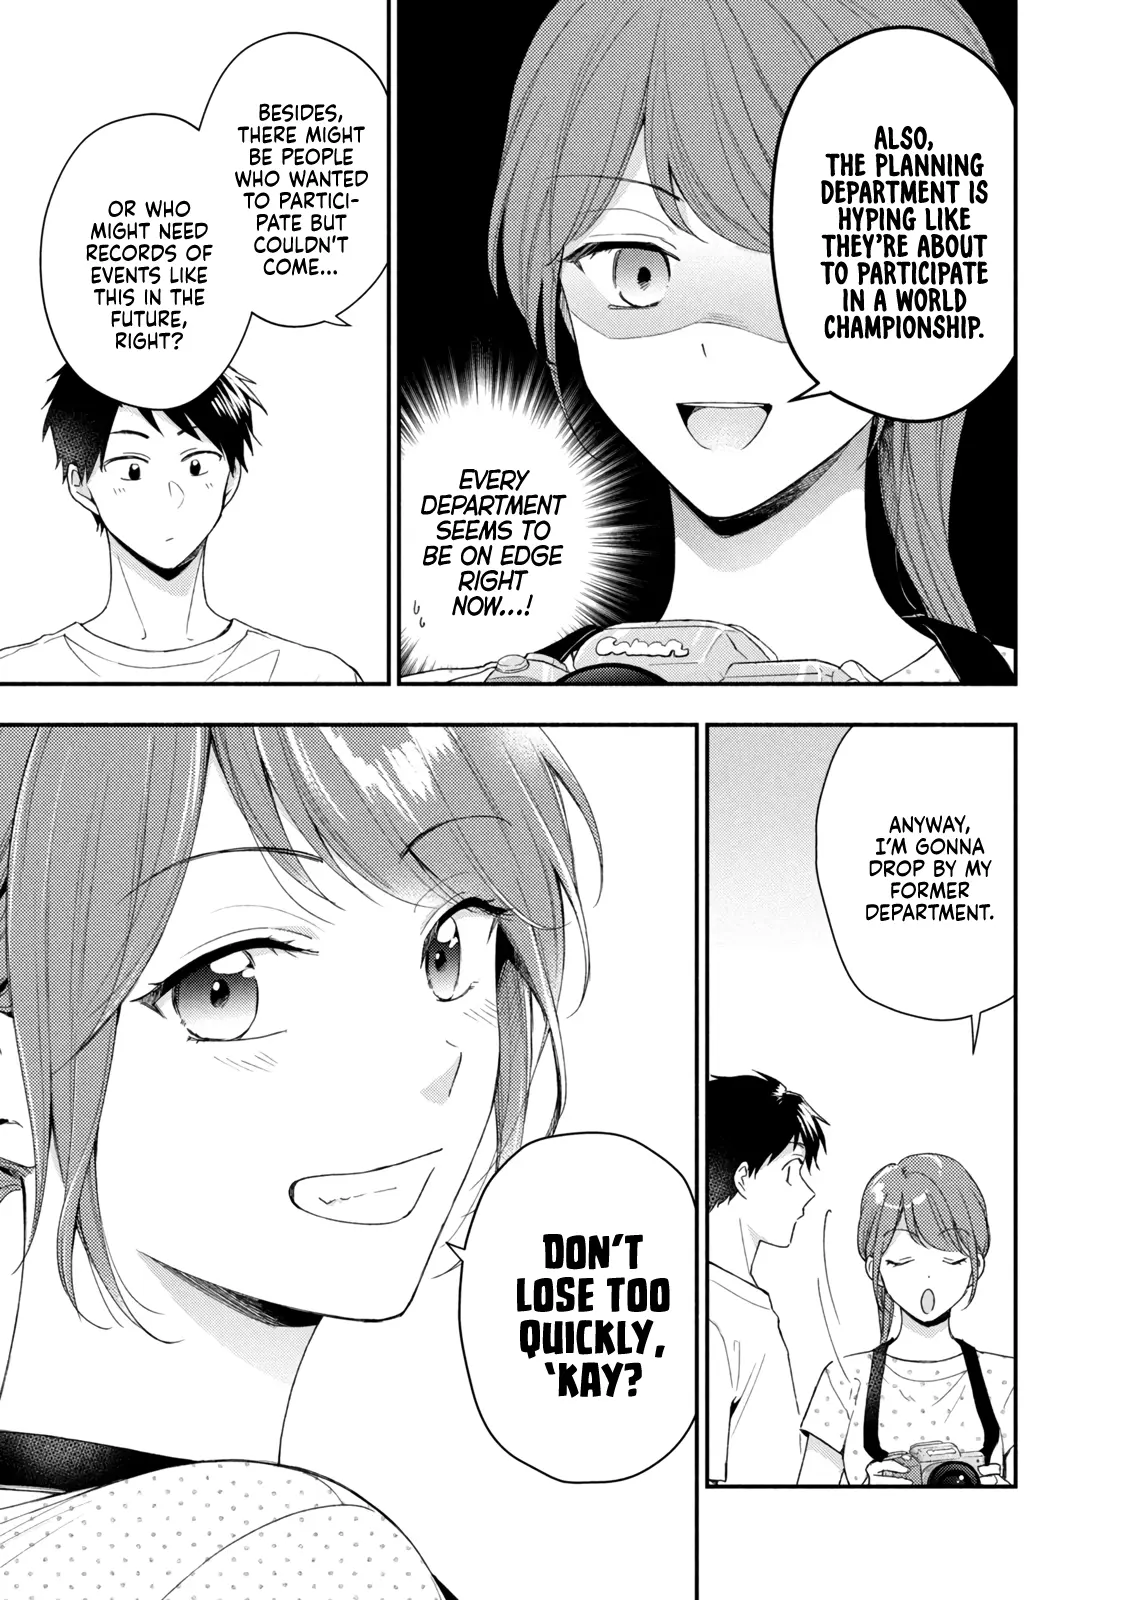 ALSO,
THE PLANNING
DEPARTMENT IS
HYPING LIKE
THEY'RE ABOUT
TO PARTICIPATE
IN A WORLD
CHAMPIONSHIP.
EVERY
DEPARTMENT
SEEMS TO
BE ON EDGE
RIGHT
NOW...!
BESIDES,
THERE MIGHT
BE PEOPLE
WHO WANTED
TO PARTICI-
PATE BUT
COULDN'T
COME...
OR WHO
MIGHT NEED
RECORDS OF
EVENTS LIKE
THIS IN THE
FUTURE,
RIGHT?
ANYWAY,
I'M GONNA
DROP BY MY
FORMER
DEPARTMENT.
DON'T
LOSE TOO
QUICKLY,
'KAY?